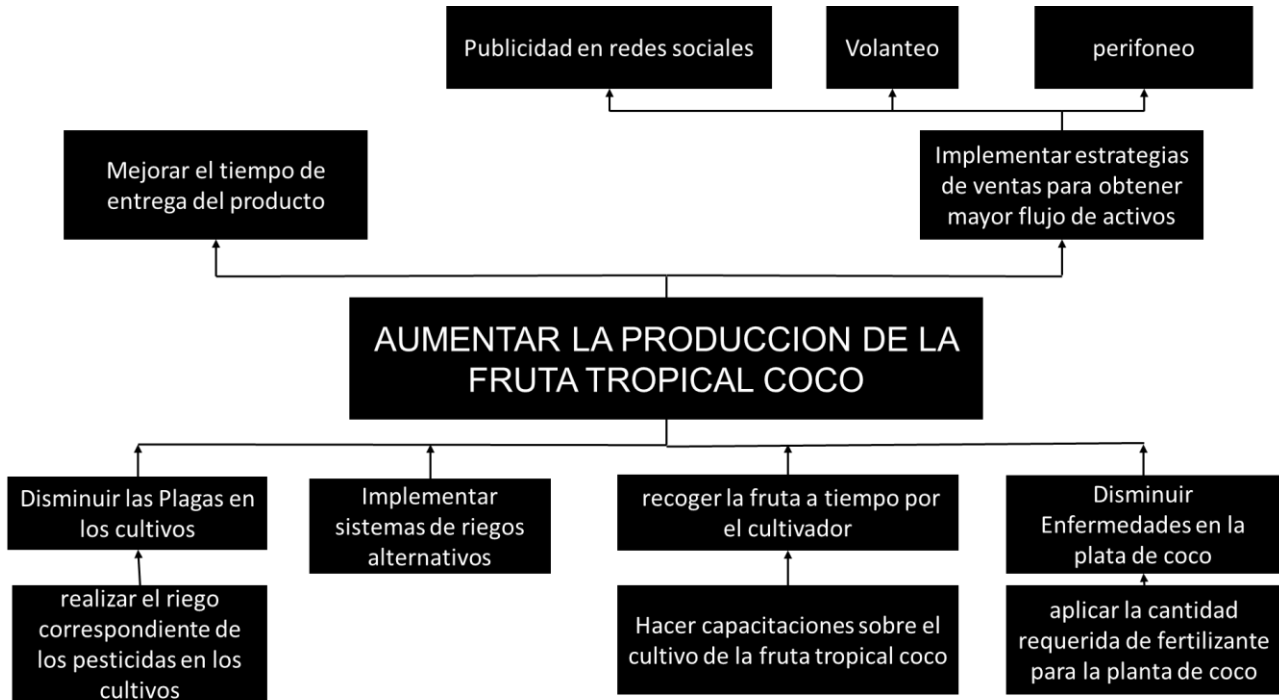 Publicidad en redes sociales
Volanteo
perifoneo
Mejorar el tiempo de
entrega del producto
Implementar estrategias
de ventas para obtener
mayor flujo de activos
AUMENTAR LA PRODUCCION DE LA
FRUTA TROPICAL COCO
Disminuir las Plagas en
los cultivos
Implementar
sistemas de riegos
alternativos
recoger la fruta a tiempo por
el cultivador
Disminuir
Enfermedades en la
plata de coco
realizar el riego
correspondiente de
los pesticidas en los
cultivos
Hacer capacitaciones sobre el
cultivo de la fruta tropical coco
aplicar la cantidad
requerida de fertilizante
para la planta de coco